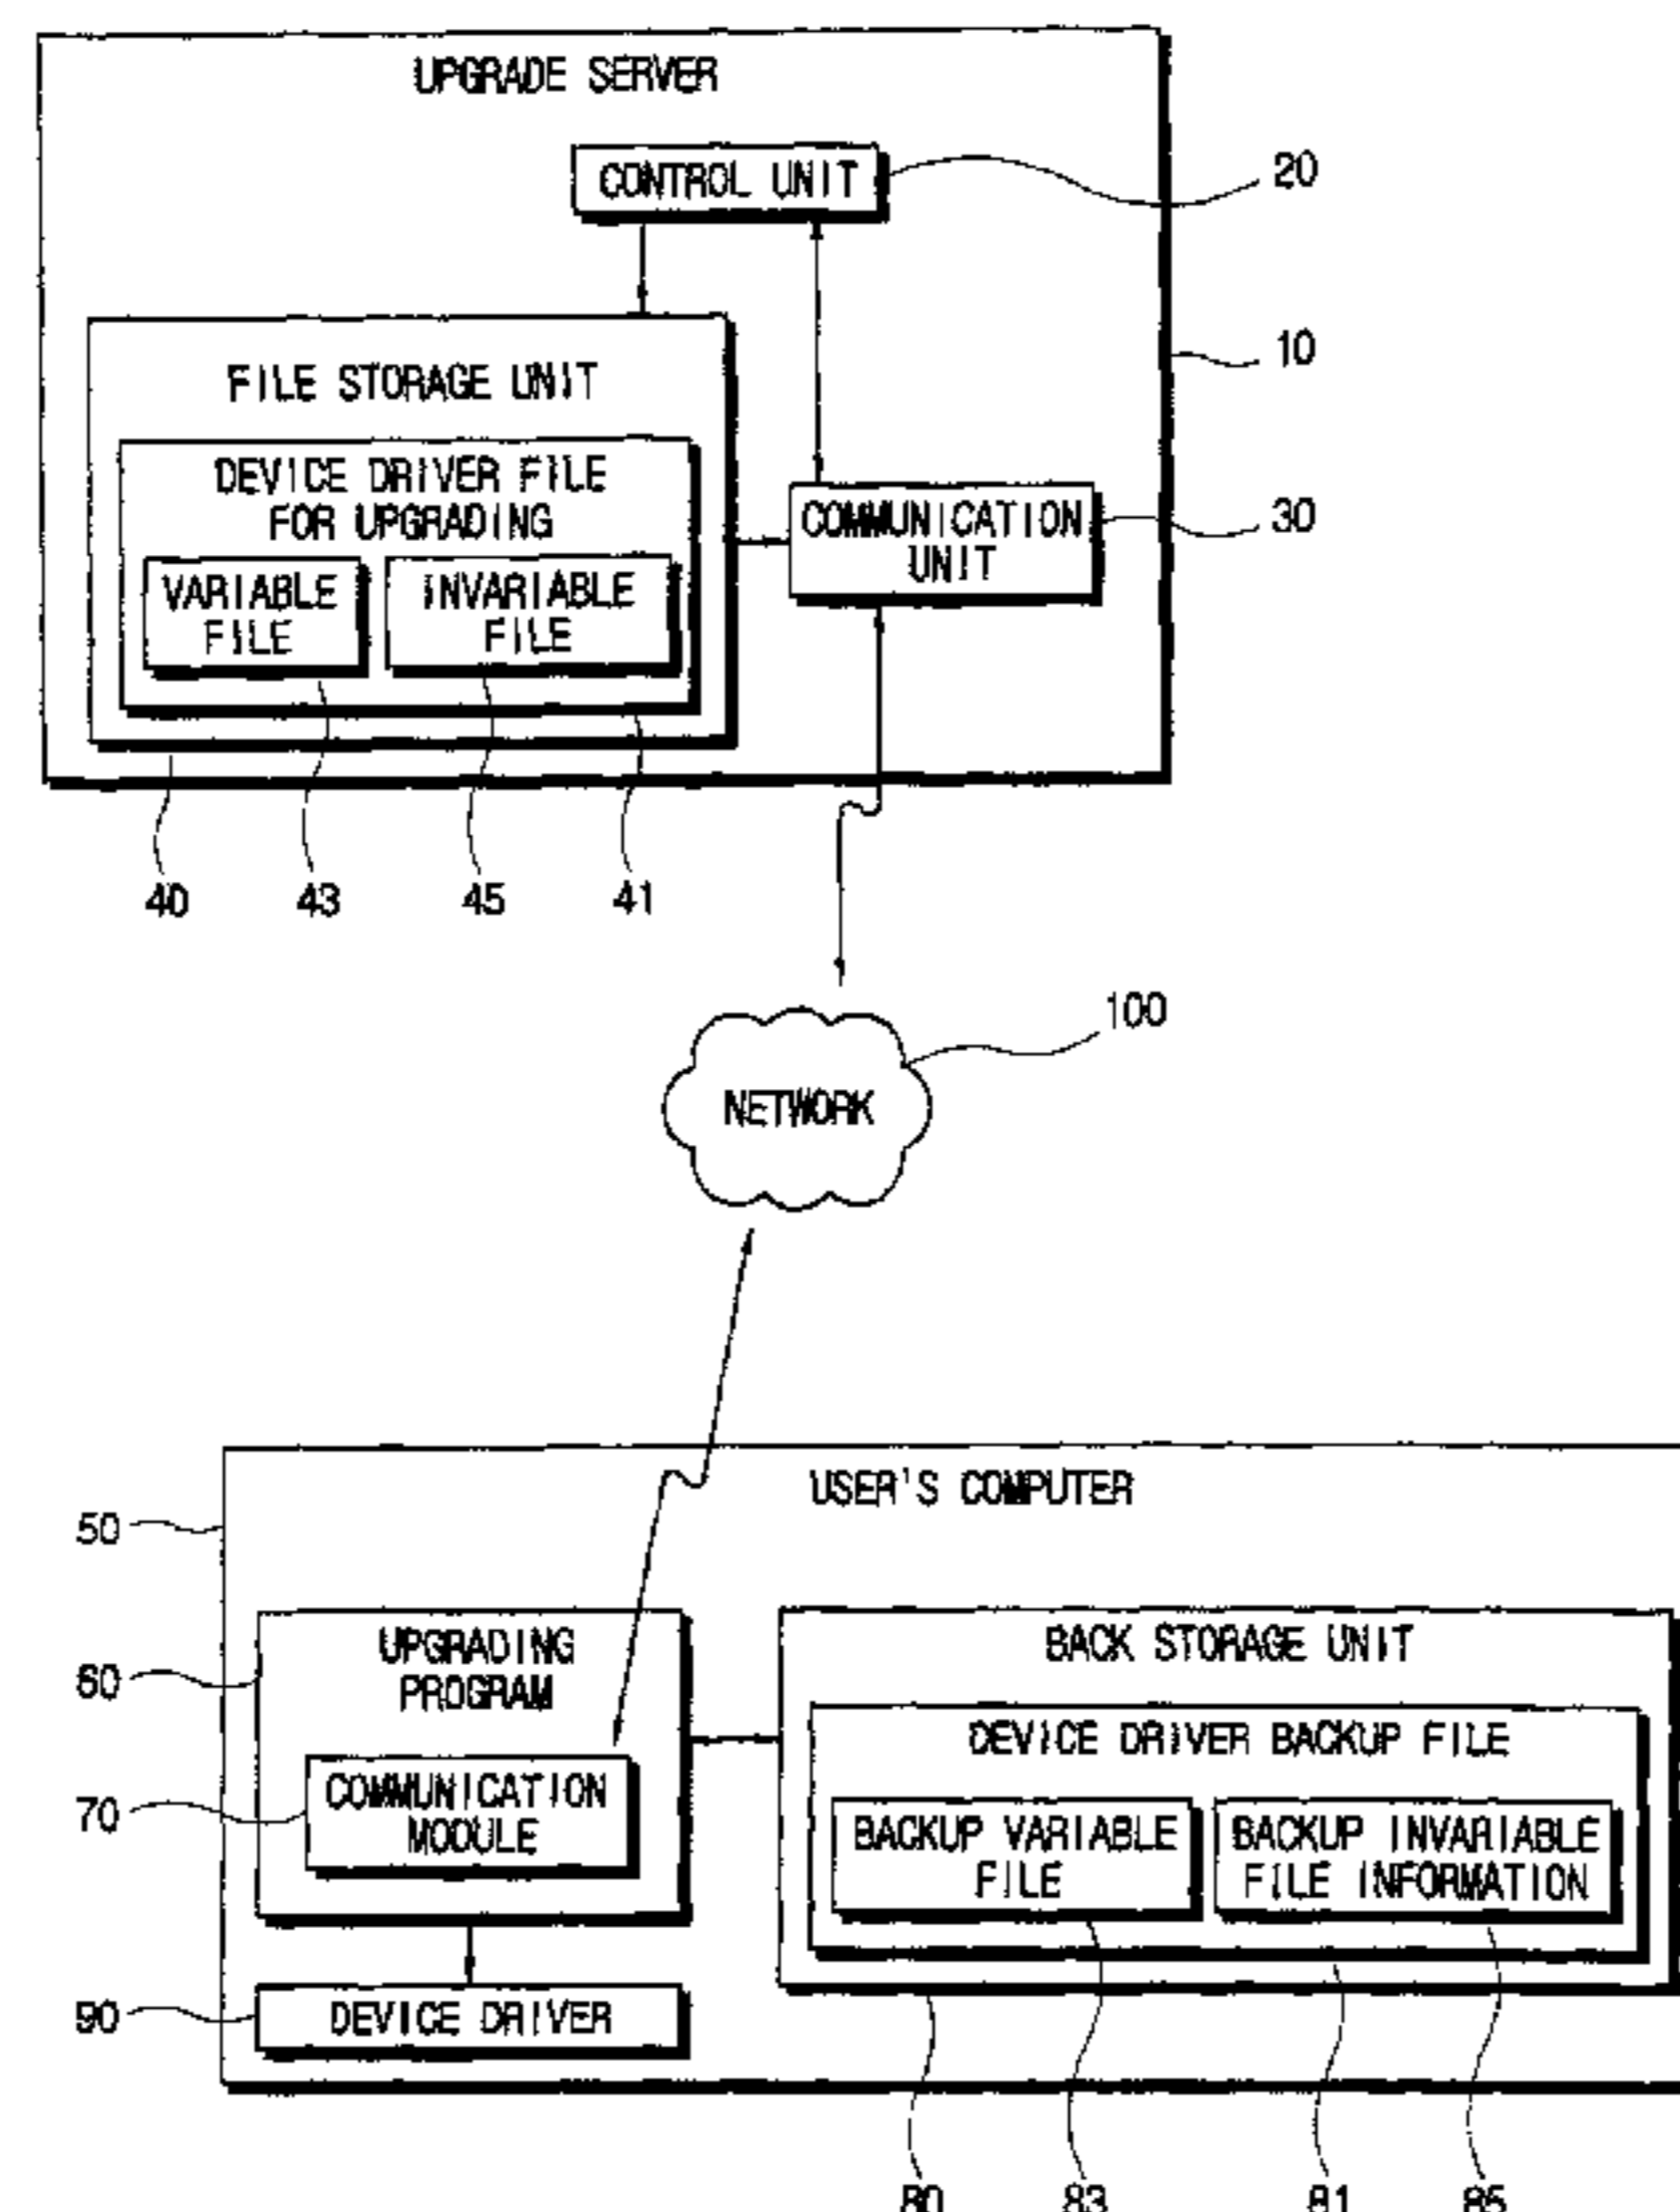 UPGRADE SERVER
CONTROL UNIT
20
10
FILE STORAGE UNIT
DEVICE DRIVER FILE
FOR UPGRADING
VARIABLE
FILE
INVARIABLE
FILE
COMMUNICATION
UNIT
30
40
43
45
41
100
NETWORK
USER'S COMPUTER
50
UPGRADING
PROGRAM
60
COMMUNICATION
MODULE
70
BACK STORAGE UNIT
DEVICE DRIVER BACKUP FILE
BACKUP VARIABLE
FILE
BACKUP INVARIABLE
FILE INFORMATION
90
DEVICE DRIVER
80
83
81
85